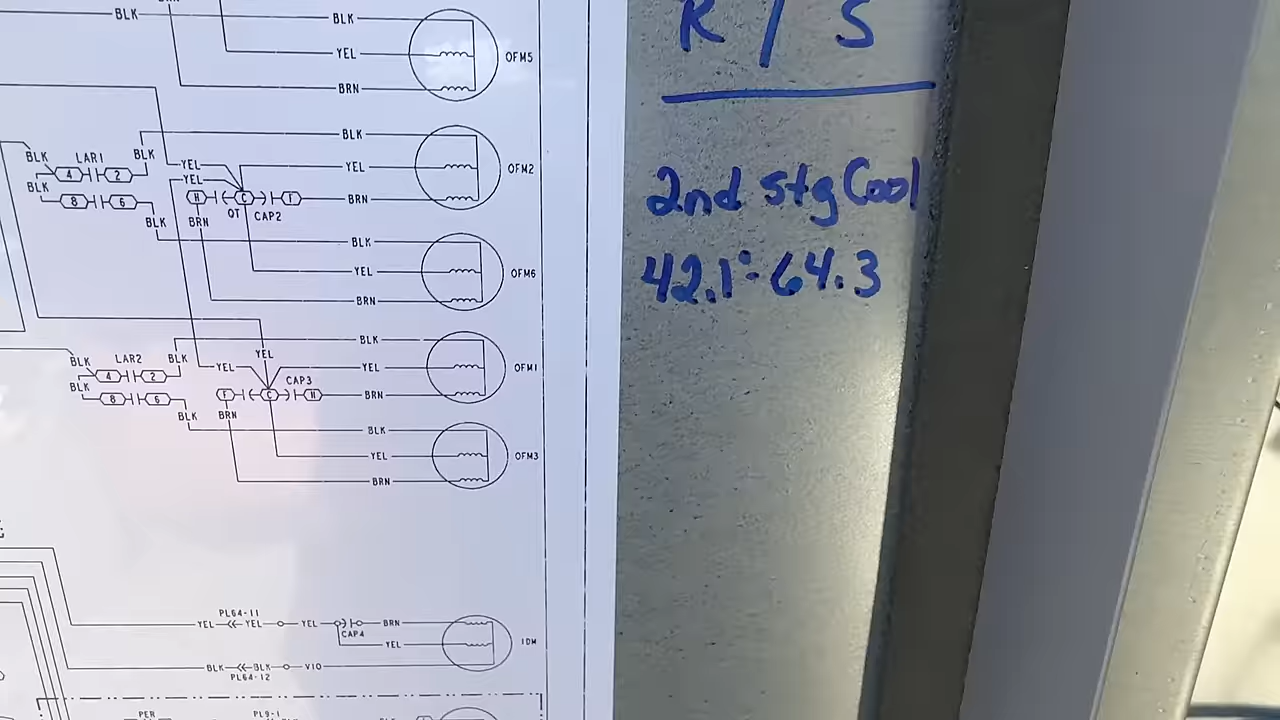 BLK BLK R / S
YEL OFM5
BRN
BLK
BLK LAR1 BLK YEL YEL OFM2
4 2 YEL
BLK H C F BRN
8 6 QT CAP2
BLK BRN
BLK
YEL OFM6
BRN
BLK
BLK LAR2 BLK YEL YEL YEL OFM1
4 2 CAP3
BLK F C H BRN
8 6 BRN
BLK BLK
YEL OFM3
BRN
PL64-11
YEL YEL YEL BRN
CAP4
YEL IDM
BLK BLK VIO
PL64-12
PL9-1
2nd stg Cool
42.1°-64.3